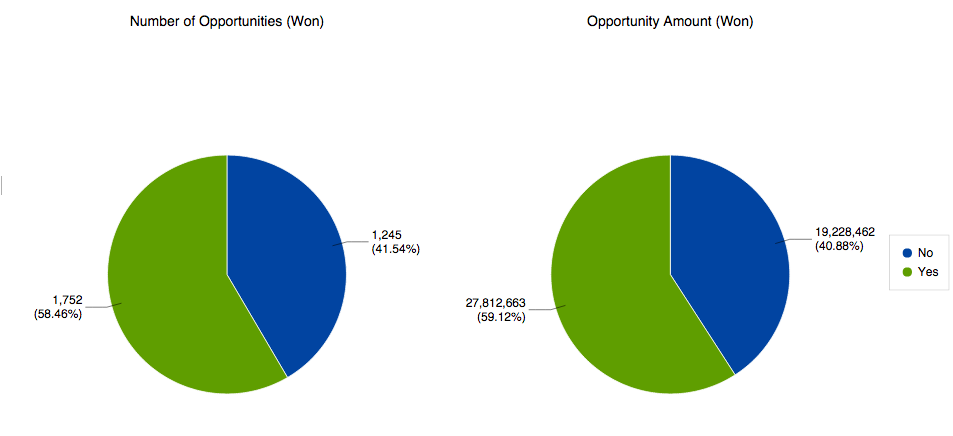 Number of Opportunities (Won)
1,245
(41.54%)
1,752
(58.46%)
Opportunity Amount (Won)
19,228,462
(40.88%)
27,812,663
(59.12%)
No
Yes